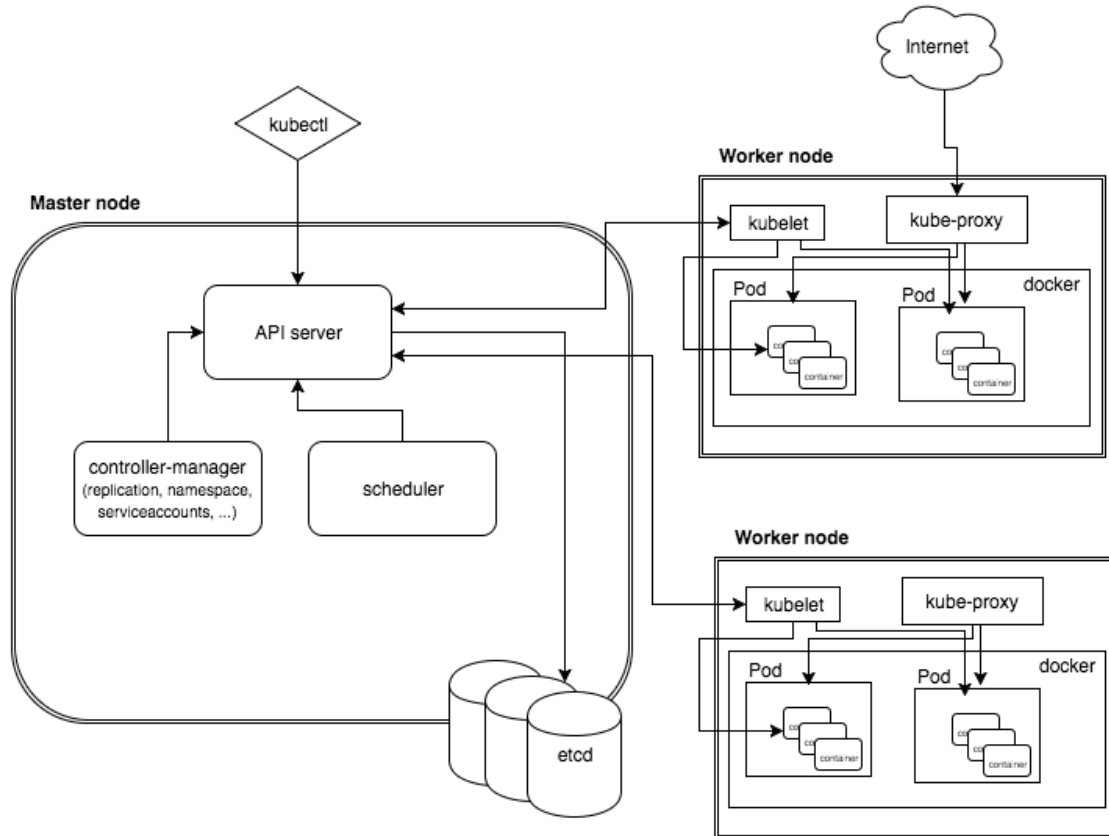 Internet
kubectl
Worker node
Master node
kubelet
kube-proxy
docker
Pod
Pod
API server
container
container
controller-manager
(replication, namespace,
serviceaccounts, ...)
scheduler
Worker node
kubelet
kube-proxy
docker
Pod
Pod
container
container
etcd